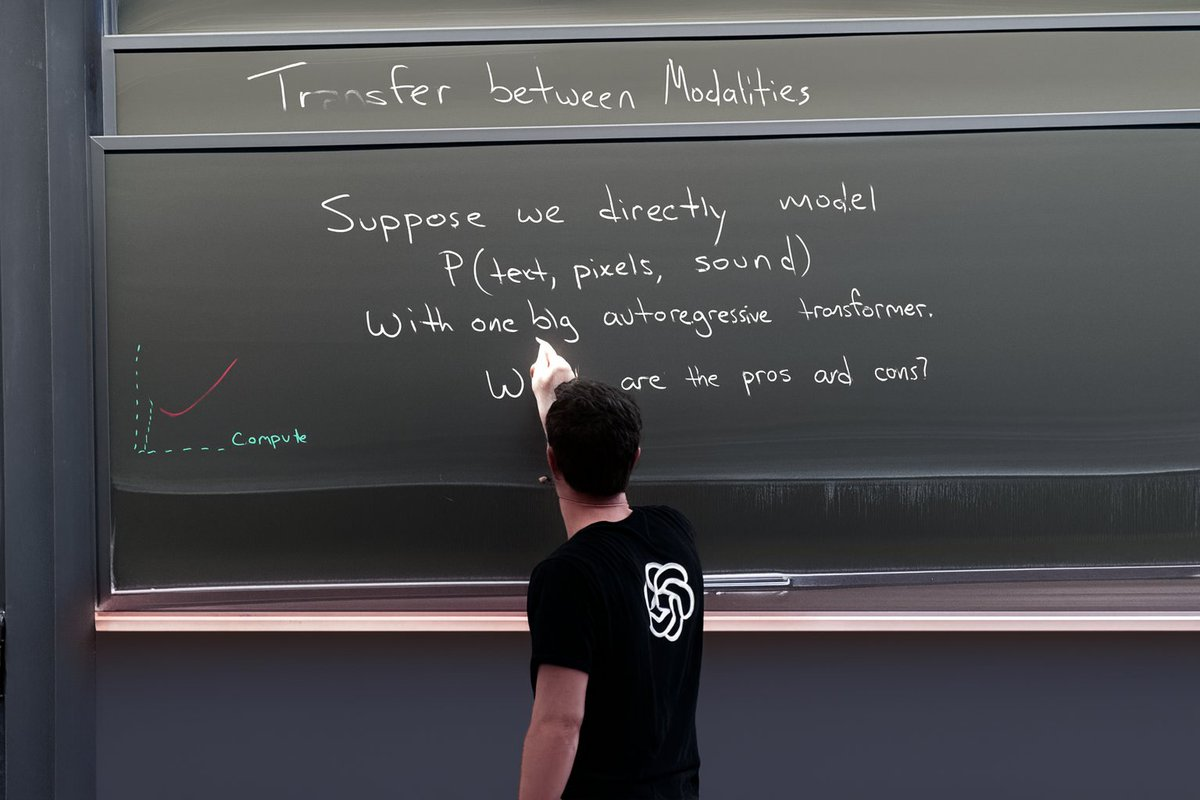 Transfer between Modalities
Suppose we directly model
P(text, pixels, sound)
with one big autoregressive transformer.
are the pros and cons?
Compute